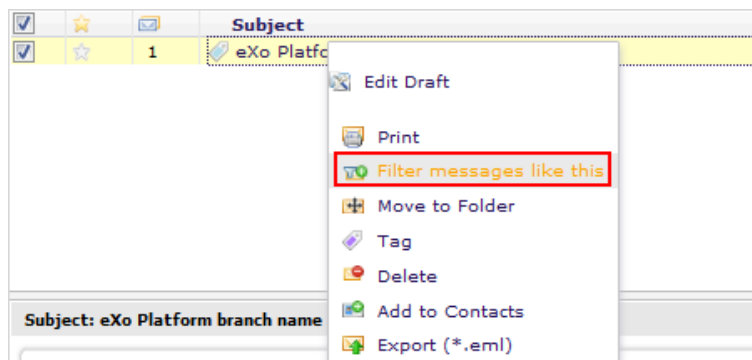 Subject
1 eXo Platfo
Edit Draft
Print
Filter messages like this
Move to Folder
Tag
Delete
Add to Contacts
Subject: eXo Platform branch name
Export (*.eml)